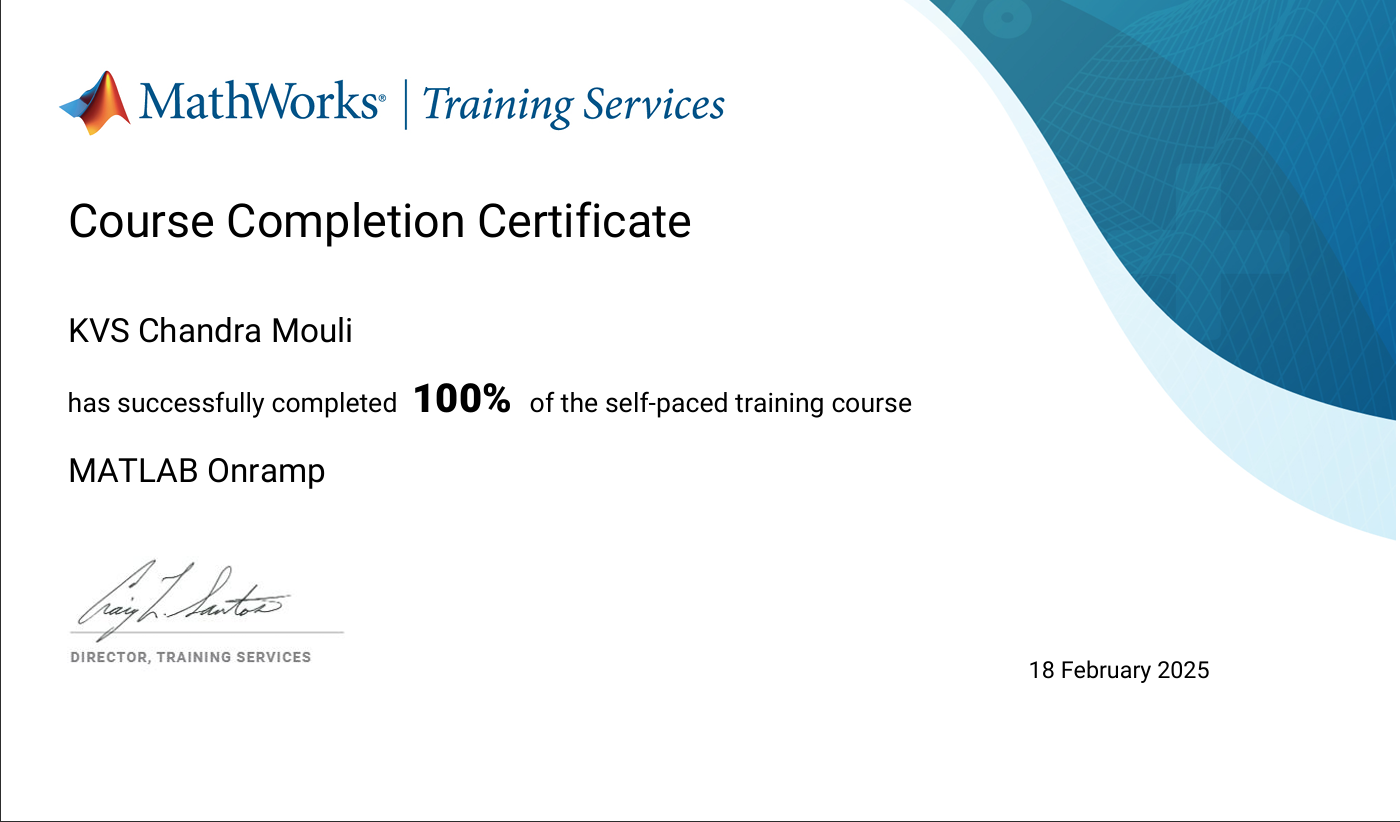 MathWorks® | Training Services
Course Completion Certificate
KVS Chandra Mouli
has successfully completed 100% of the self-paced training course
MATLAB Onramp
Craig L. Santos
DIRECTOR, TRAINING SERVICES
18 February 2025